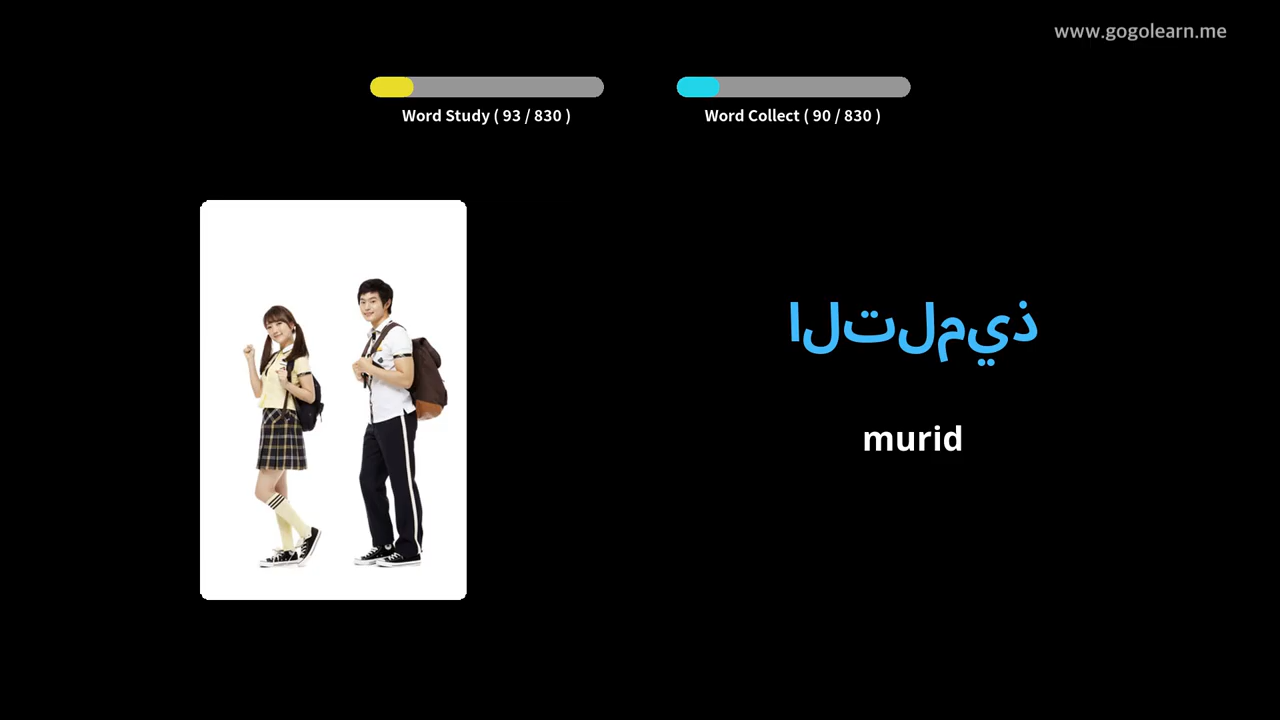 www.gogolearn.me
Word Study ( 93 / 830 )
Word Collect ( 90 / 830 )
التلميذ
murid